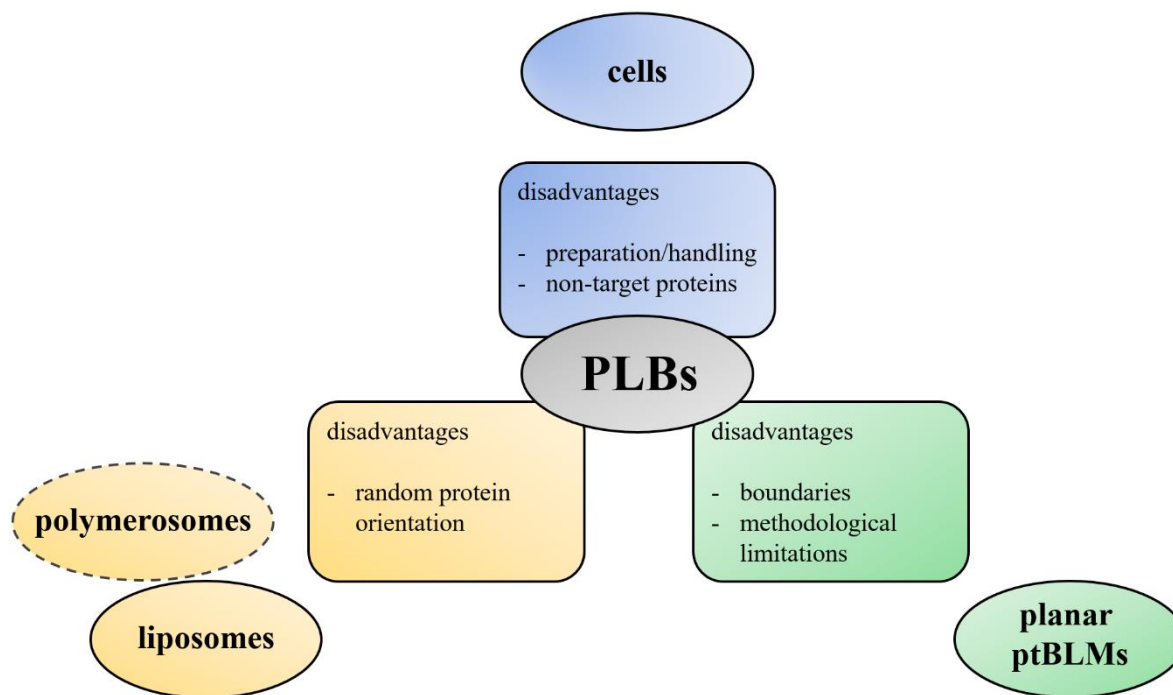 cells
disadvantages
- preparation/handling
- non-target proteins
PLBs
disadvantages
- random protein
orientation
disadvantages
- boundaries
- methodological
limitations
polymerosomes
liposomes
planar
ptBLMs